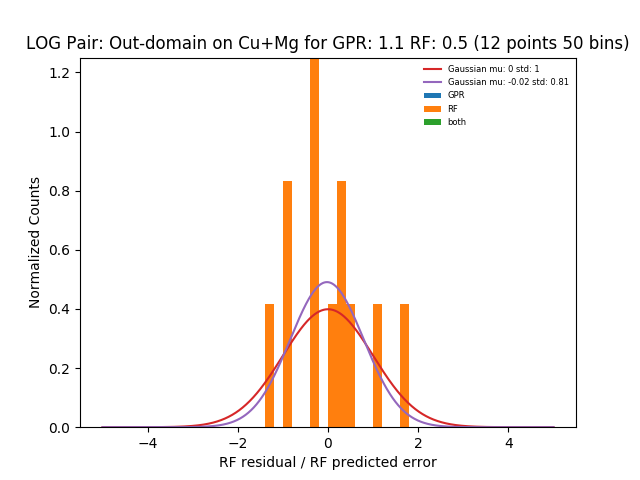 LOG Pair: Out-domain on Cu+Mg for GPR: 1.1 RF: 0.5 (12 points 50 bins)
Gaussian mu: 0 std: 1
Gaussian mu: -0.02 std: 0.81
GPR
RF
both
Normalized Counts
1.2
1.0
0.8
0.6
0.4
0.2
0.0
−4
−2
0
2
4
RF residual / RF predicted error